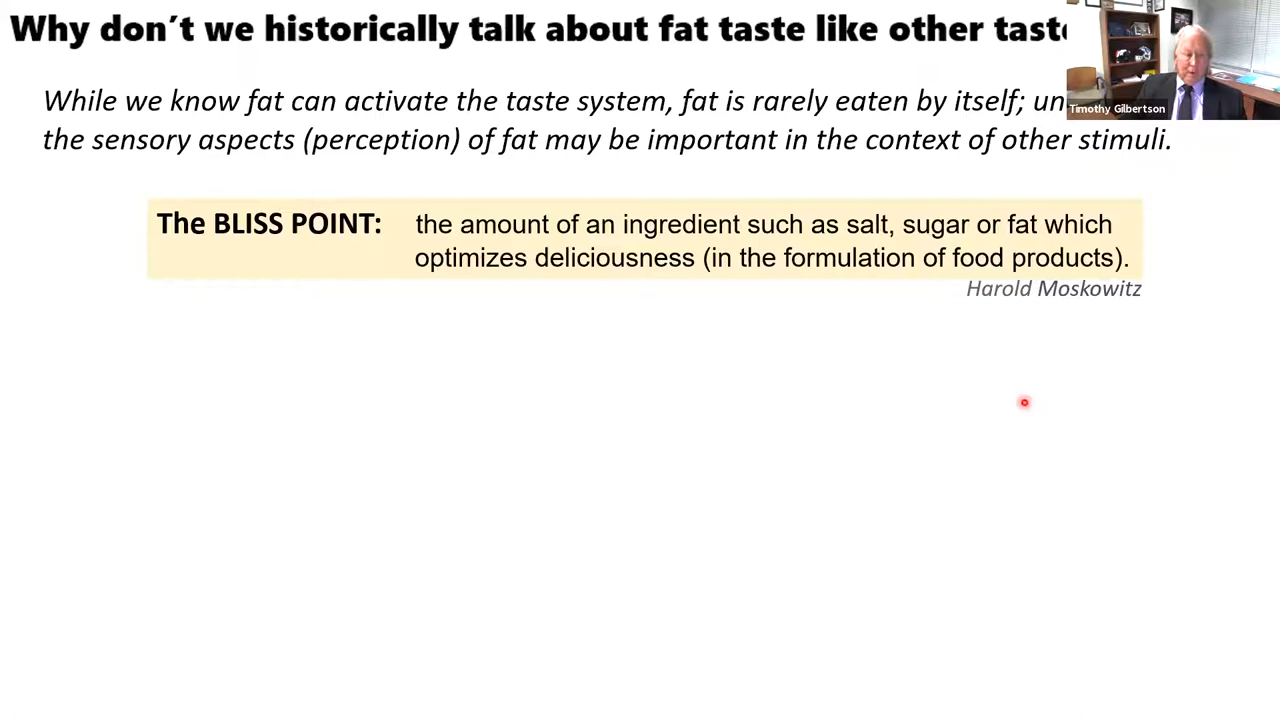 Why don’t we historically talk about fat taste like other
While we know fat can activate the taste system, fat is rarely eaten by itself;
the sensory aspects (perception) of fat may be important in the context of other stimuli.
The BLISS POINT: the amount of an ingredient such as salt, sugar or fat which
optimizes deliciousness (in the formulation of food products).
Harold Moskowitz
Timothy Gilbertson